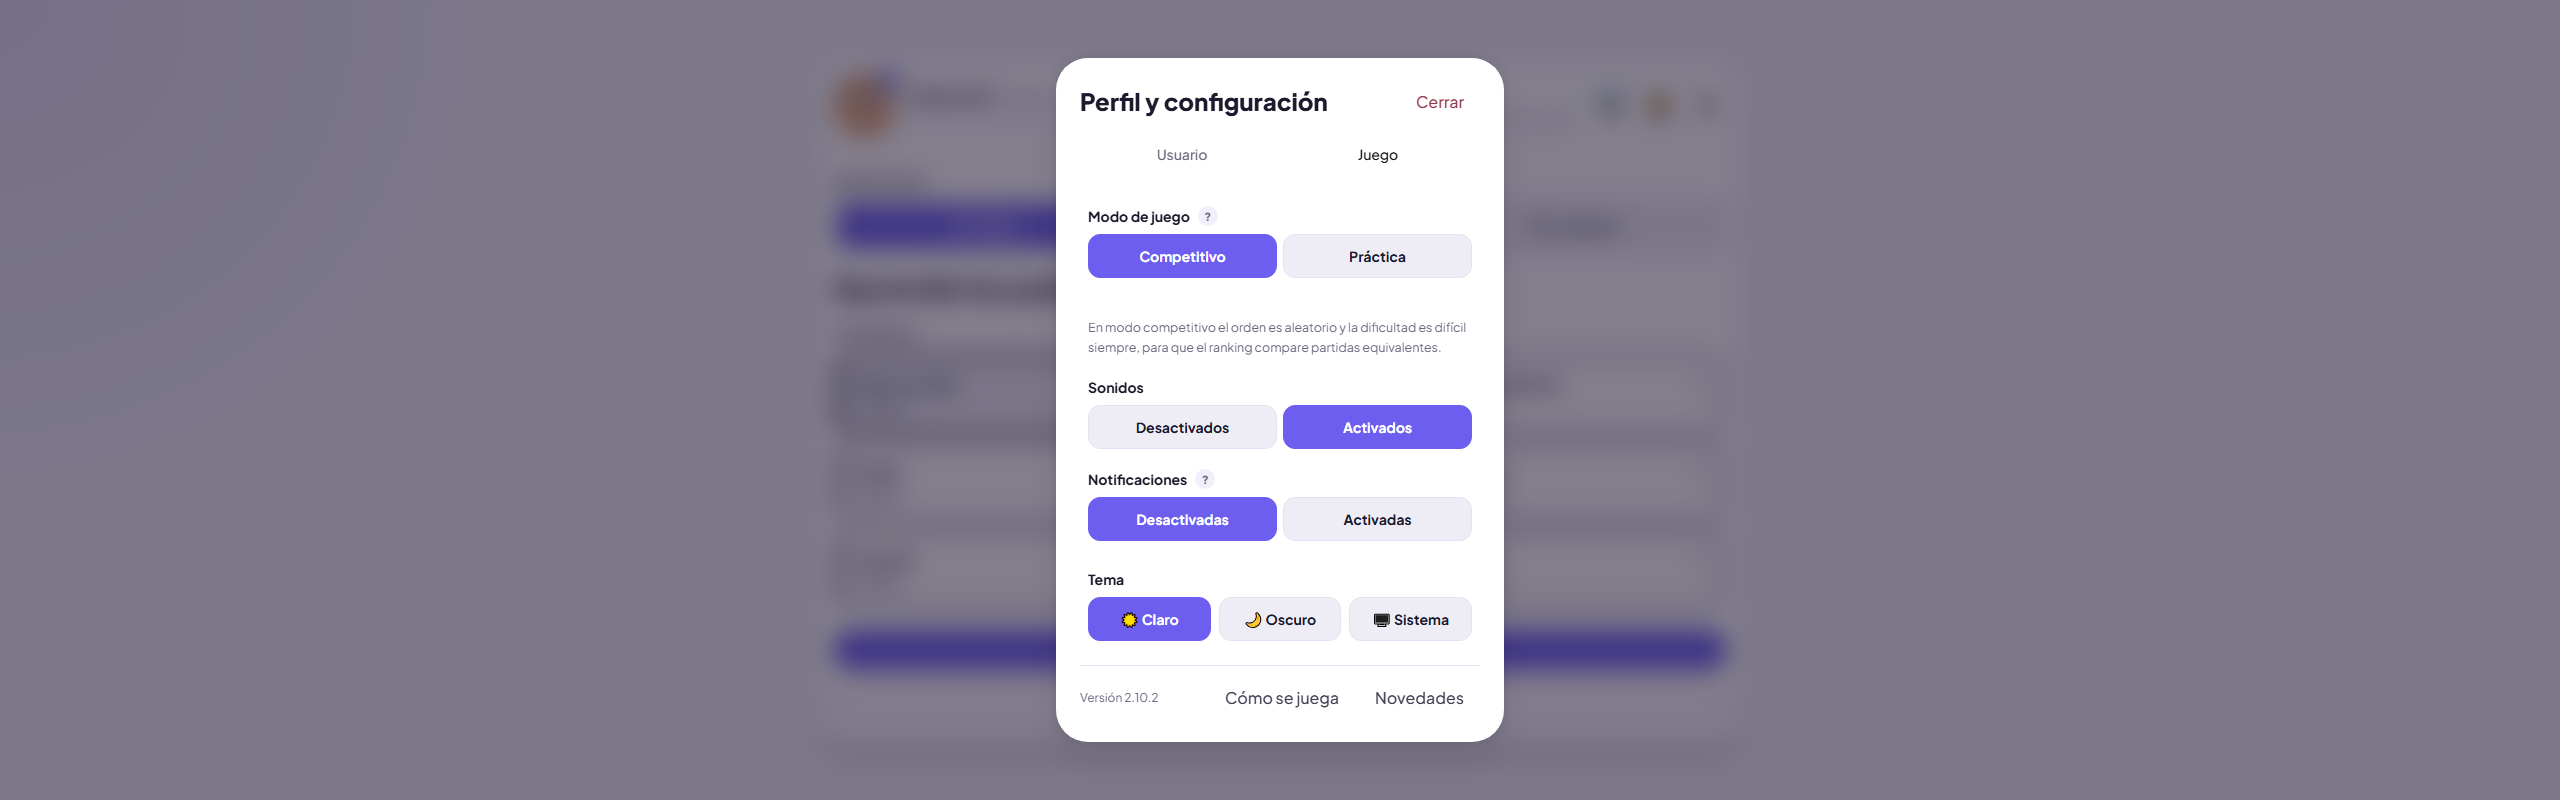 Perfil y configuración
Cerrar
Usuario
Juego
Modo de juego ?
Competitivo
Práctica
En modo competitivo el orden es aleatorio y la dificultad es difícil
siempre, para que el ranking compare partidas equivalentes.
Sonidos
Desactivados
Activados
Notificaciones ?
Desactivadas
Activadas
Tema
Claro
Oscuro
Sistema
Versión 2.10.2
Cómo se juega
Novedades